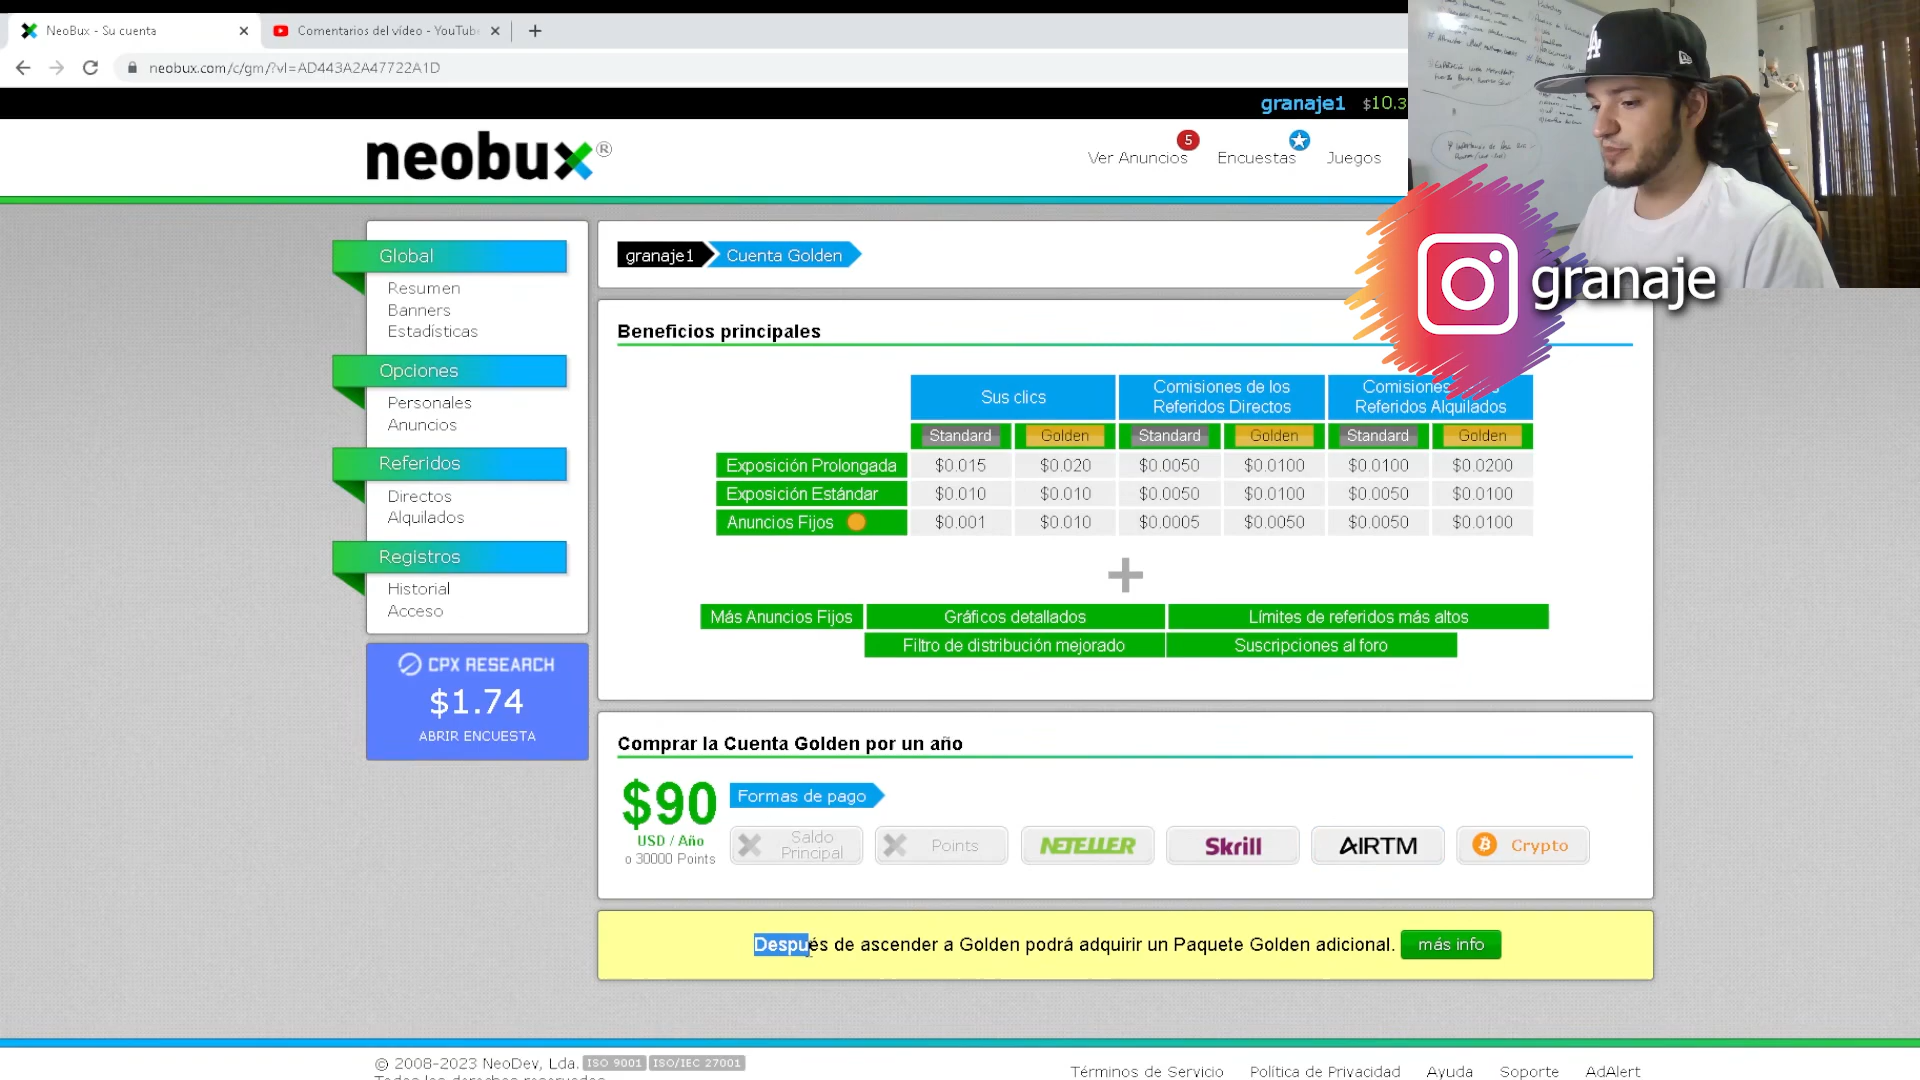 NeoBux - Su cuenta
Comentarios del vídeo - YouTube
neobux.com/c/gm/?vl=AD443A2A47722A1D
granaje1 $10.3
neobux®
Ver Anuncios 5
Encuestas
Juegos
granaje
Global
Resumen
Banners
Estadísticas
Opciones
Personales
Anuncios
Referidos
Directos
Alquilados
Registros
Historial
Acceso
CPX RESEARCH
$1.74
ABRIR ENCUESTA
granaje1 Cuenta Golden
Beneficios principales
Sus clics
Comisiones de los
Referidos Directos
Comisiones
Referidos Alquilados
Standard Golden Standard Golden Standard Golden
Exposición Prolongada $0.015 $0.020 $0.0050 $0.0100 $0.0100 $0.0200
Exposición Estándar $0.010 $0.010 $0.0050 $0.0100 $0.0050 $0.0100
Anuncios Fijos $0.001 $0.010 $0.0005 $0.0050 $0.0050 $0.0100
Más Anuncios Fijos Gráficos detallados Límites de referidos más altos
Filtro de distribución mejorado Suscripciones al foro
Comprar la Cuenta Golden por un año
$90
USD / Año
o 30000 Points
Formas de pago
Saldo
Principal
Points
NETELLER
Skrill
AIRTM
Crypto
Después de ascender a Golden podrá adquirir un Paquete Golden adicional. más info
© 2008-2023 NeoDev, Lda. ISO 9001 ISO/IEC 27001
Todos los derechos reservados
Términos de Servicio Política de Privacidad Ayuda Soporte AdAlert